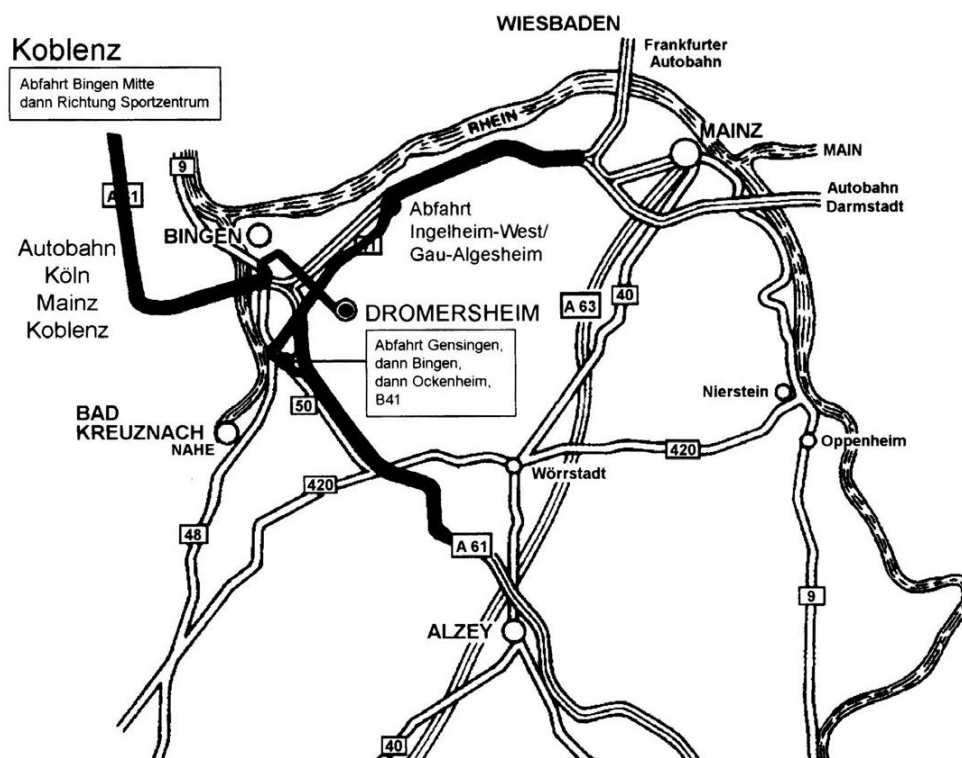 WIESBADEN
Koblenz
Frankfurter
Autobahn
Abfahrt Bingen Mitte
dann Richtung Sportzentrum
RHEIN
MAINZ
MAIN
9
A 61
Autobahn
Darmstadt
Abfahrt
Ingelheim-West/
Gau-Algesheim
BINGEN
Autobahn
Köln
Mainz
Koblenz
A 63
40
DROMERSHEIM
Abfahrt Gensingen,
dann Bingen,
dann Ockenheim,
B41
Nierstein
50
BAD
KREUZNACH
NAHE
Oppenheim
420
Wörrstadt
420
48
A 61
9
ALZEY
40